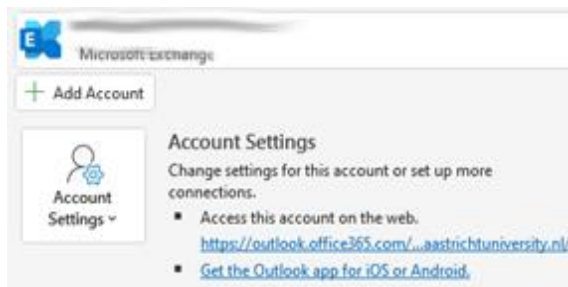 E
Microsoft Exchange
+ Add Account
Account Settings
Change settings for this account or set up more
connections.
Account
Settings
▪ Access this account on the web.
https://outlook.office365.com/...aastrichtuniversity.nl/
▪ Get the Outlook app for iOS or Android.